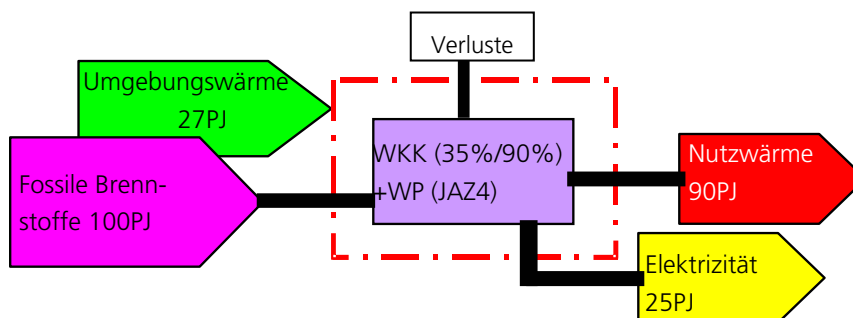 Verluste
Umgebungswärme
27PJ
Fossile Brenn-
stoffe 100PJ
WKK (35%/90%)
+WP (JAZ4)
Nutzwärme
90PJ
Elektrizität
25PJ